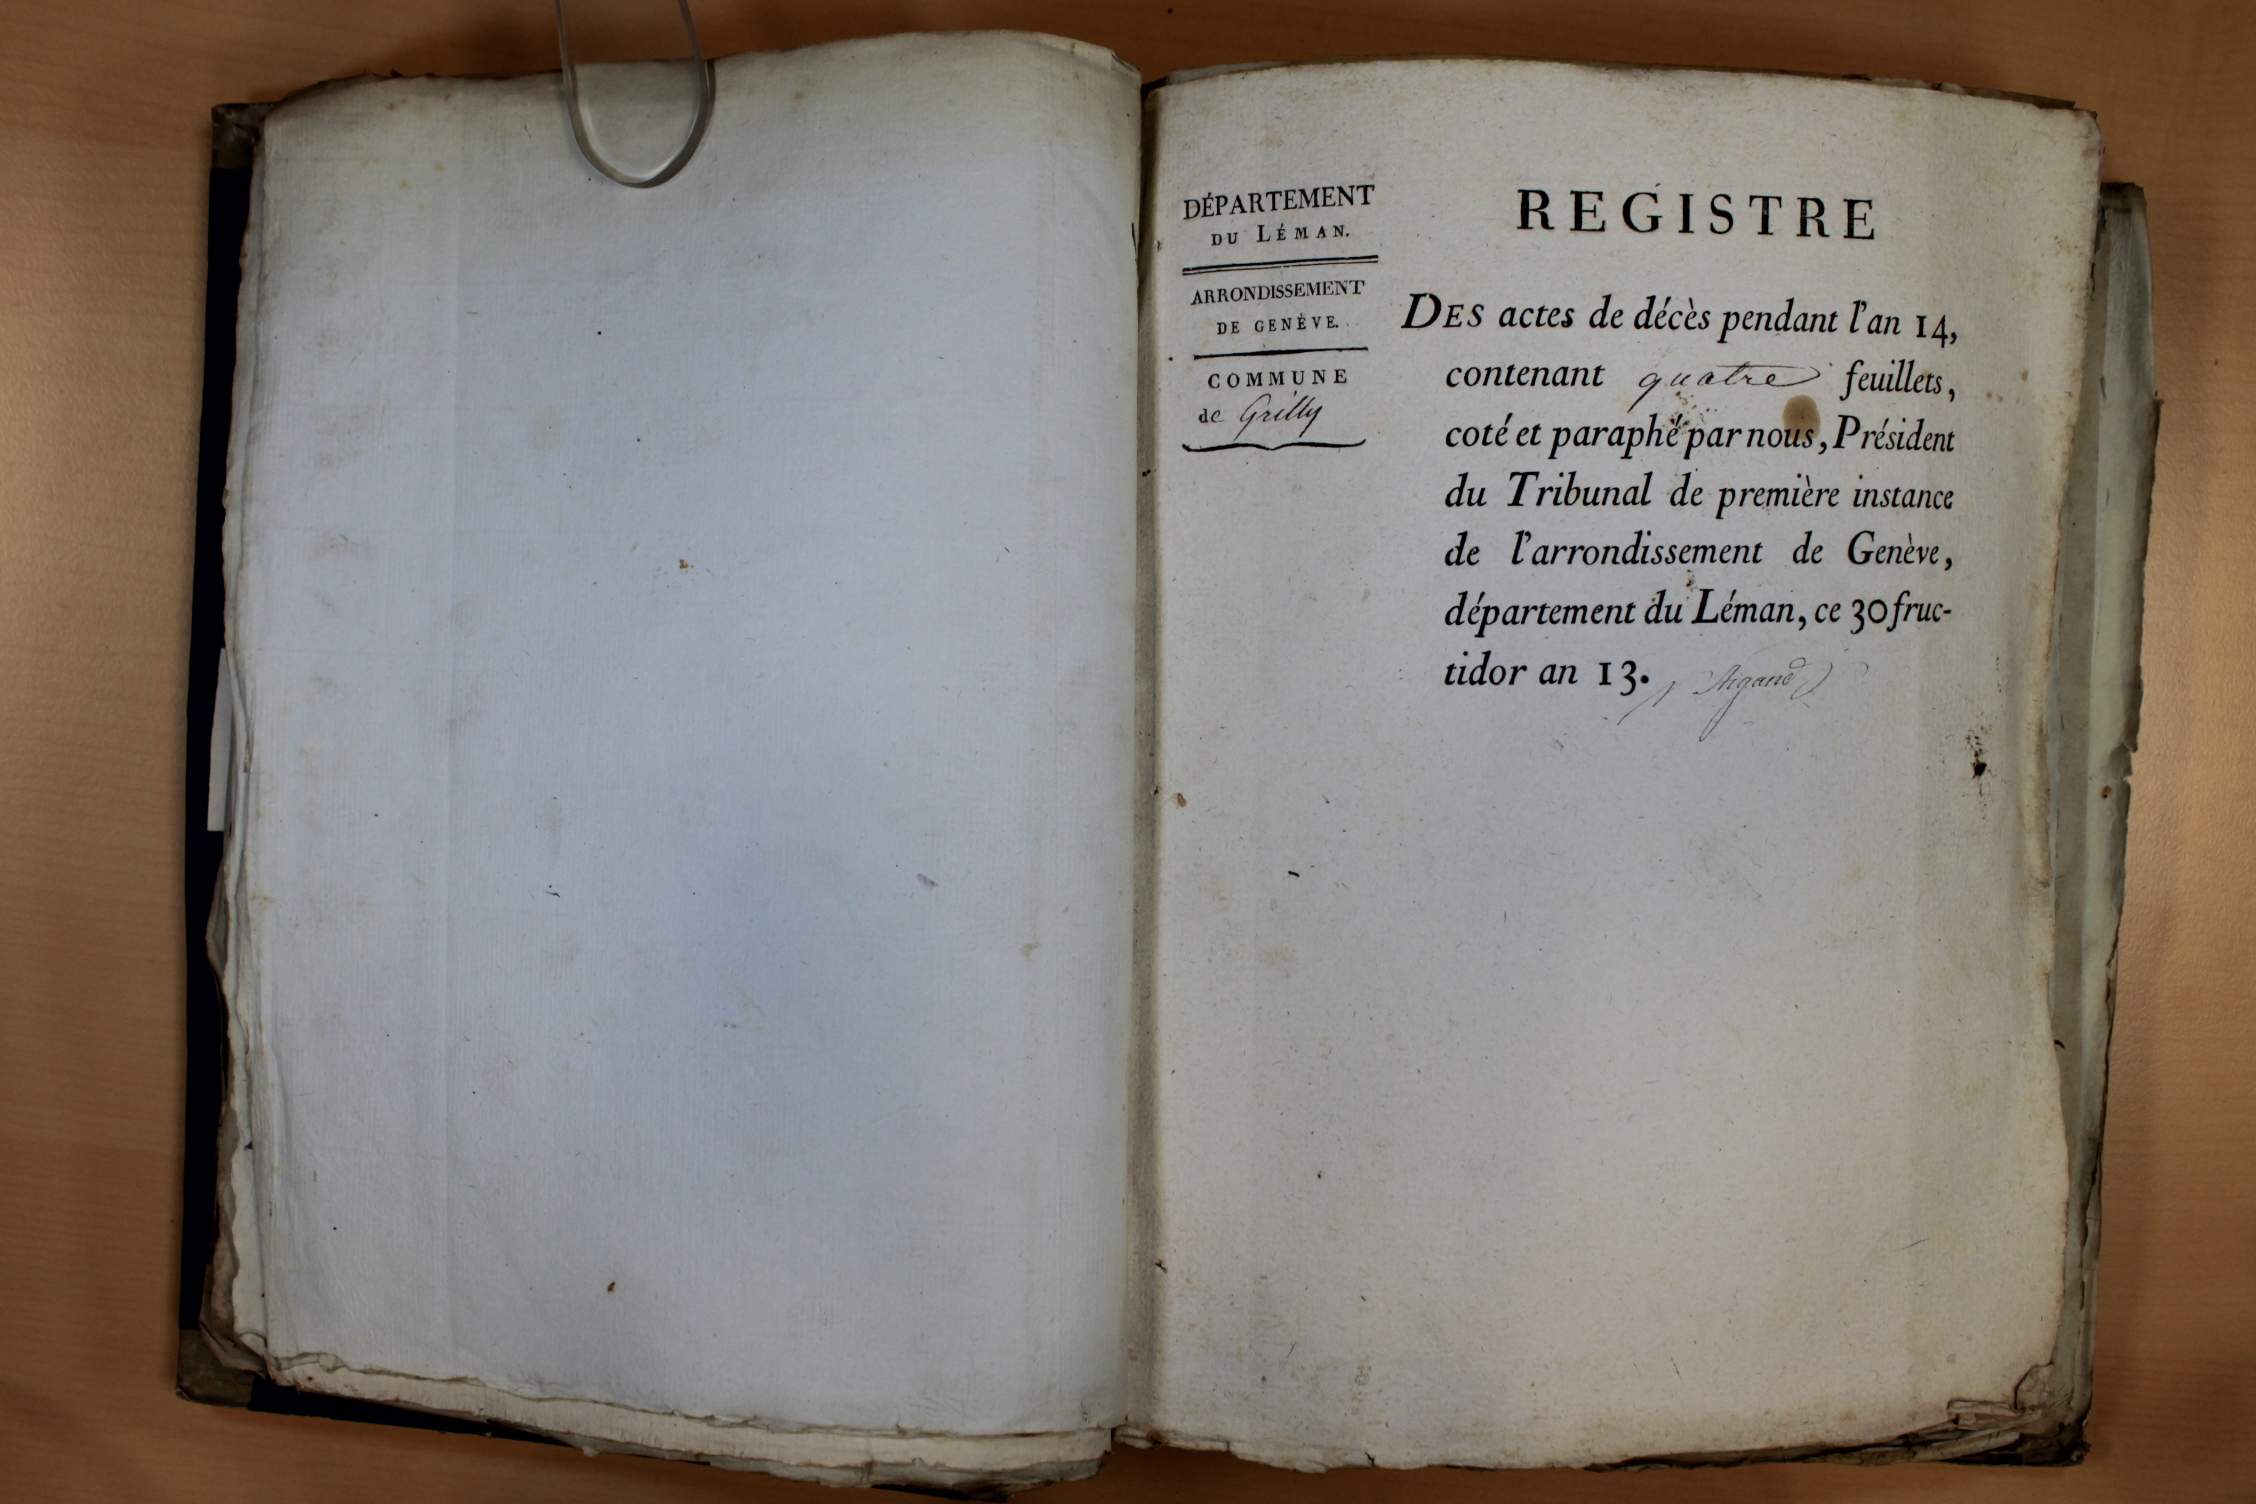 DÉPARTEMENT
DU LÉMAN.
ARRONDISSEMENT
DE GENÈVE.
COMMUNE
de Grilly
REGISTRE
DES actes de décès pendant l'an 14,
contenant quatre feuillets,
coté et paraphé par nous, Président
du Tribunal de première instance
de l'arrondissement de Genève,
département du Léman, ce 30 fruc-
tidor an 13. Argand